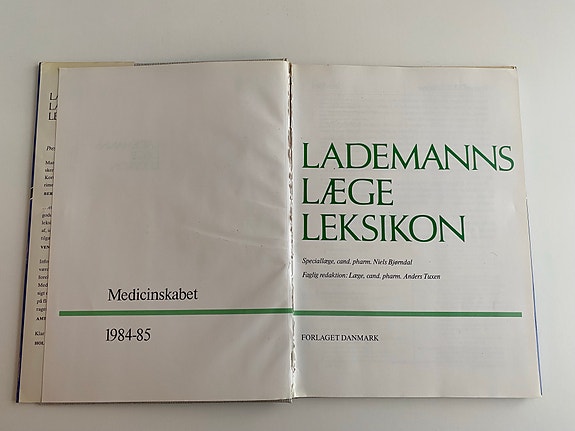 Medicinskabet
1984-85
LADEMANNS
LÆGE
LEKSIKON
Speciallæge, cand. pharm. Niels Bjørndal
Faglig redaktion: Læge, cand. pharm. Anders Tuxen
FORLAGET DANMARK